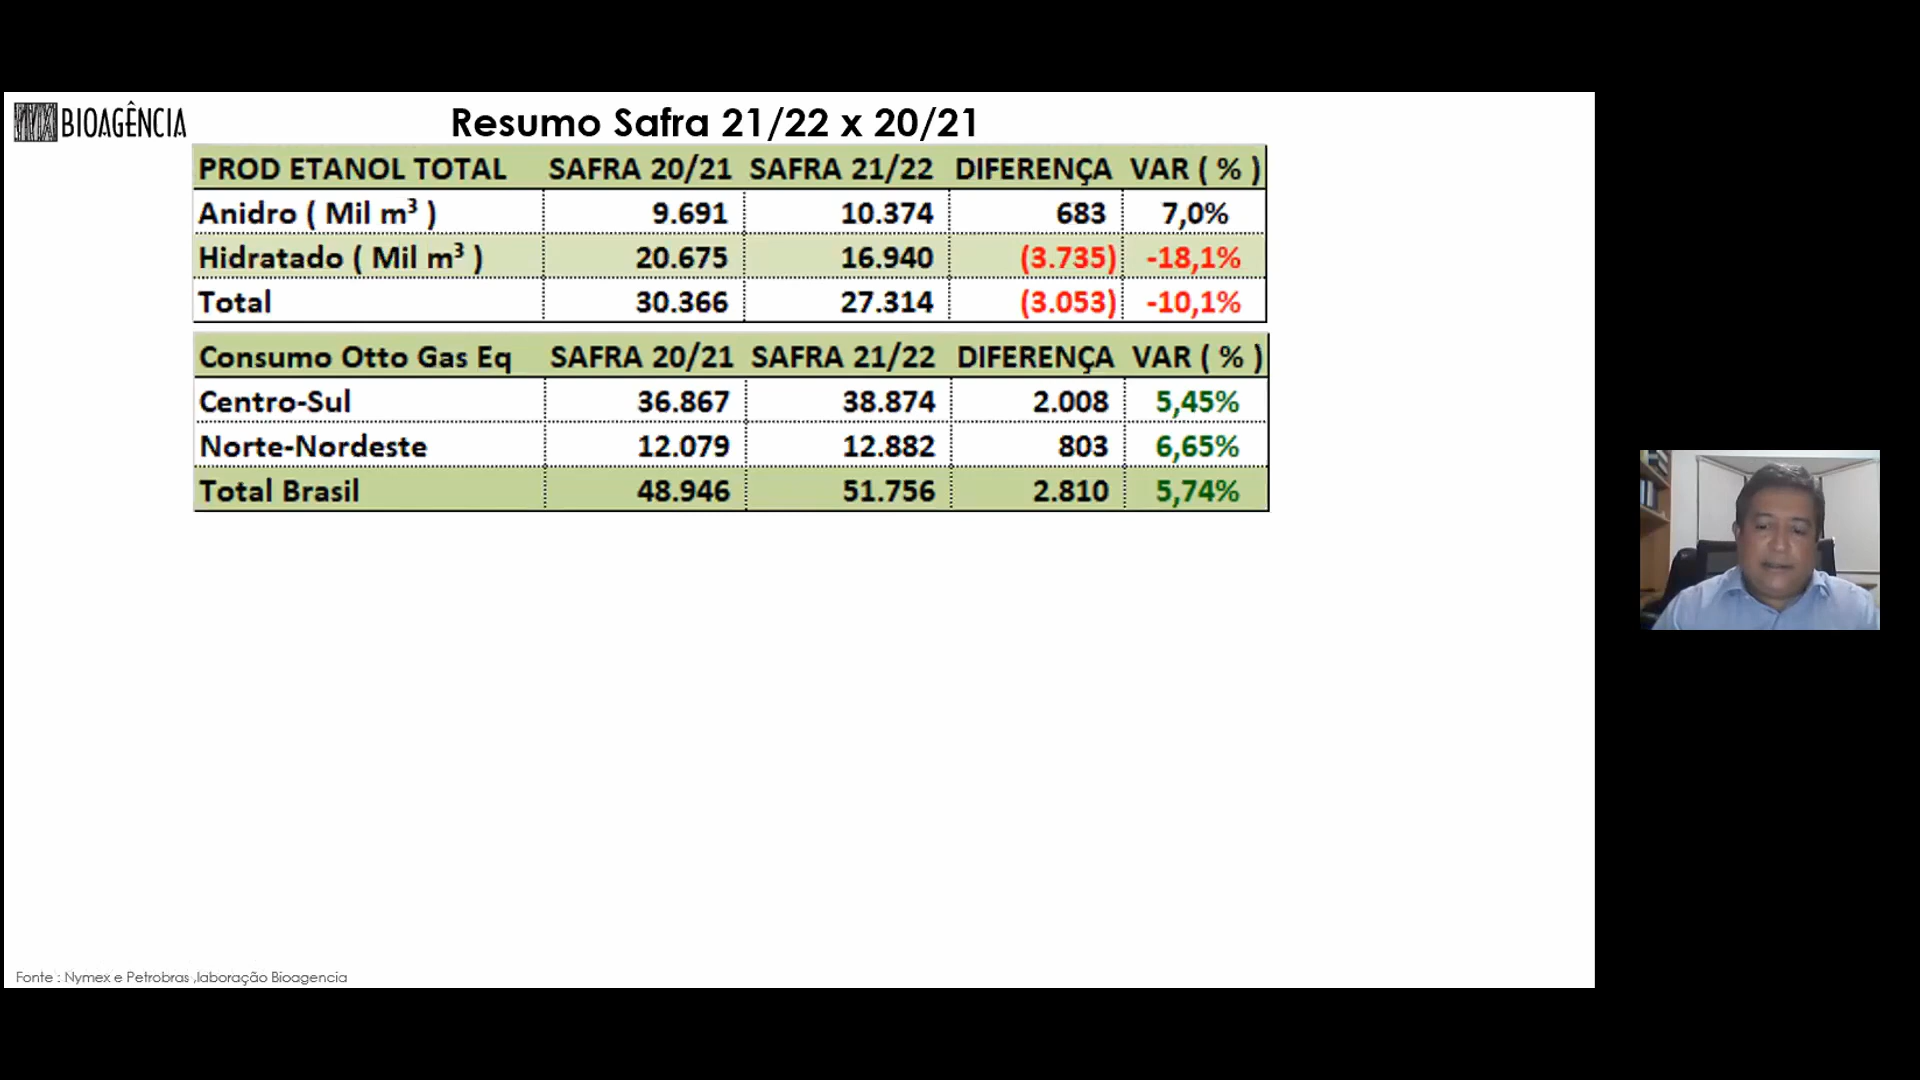 BIOAGÊNCIA
Resumo Safra 21/22 x 20/21
PROD ETANOL TOTAL SAFRA 20/21 SAFRA 21/22 DIFERENÇA VAR ( % )
Anidro ( Mil m³ ) 9.691 10.374 683 7,0%
Hidratado ( Mil m³ ) 20.675 16.940 (3.735) -18,1%
Total 30.366 27.314 (3.053) -10,1%
Consumo Otto Gas Eq SAFRA 20/21 SAFRA 21/22 DIFERENÇA VAR ( % )
Centro-Sul 36.867 38.874 2.008 5,45%
Norte-Nordeste 12.079 12.882 803 6,65%
Total Brasil 48.946 51.756 2.810 5,74%
Fonte : Nymex e Petrobras ,laboração Bioagencia